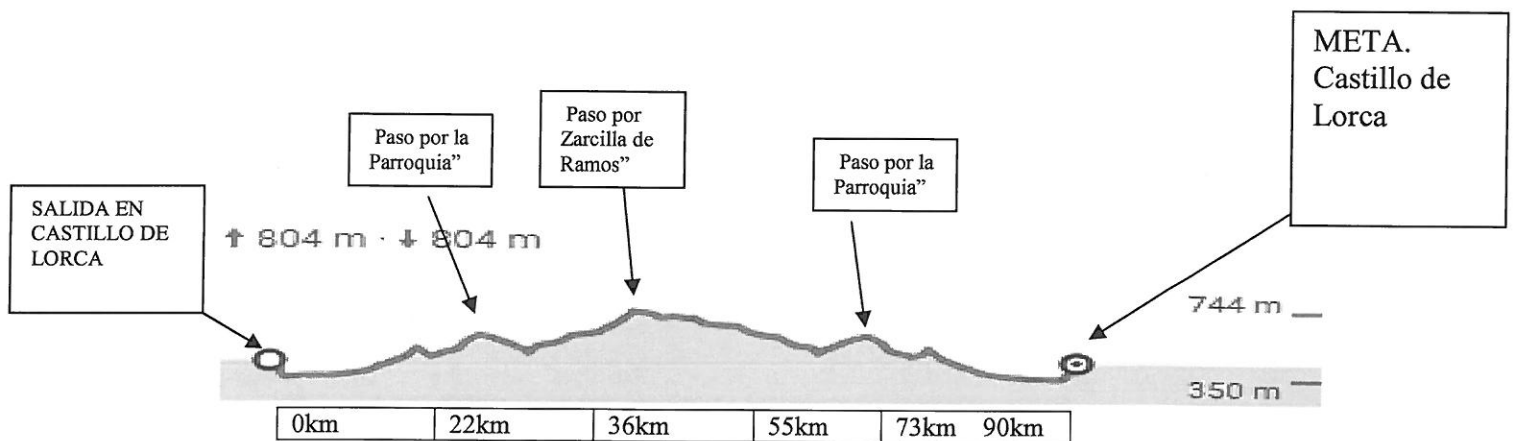 META.
Castillo de
Lorca
Paso por
Zarcilla de
Ramos”
Paso por la
Parroquia”
Paso por la
Parroquia”
SALIDA EN
CASTILLO DE
LORCA
↑ 804 m · ↓ 804 m
744 m
350 m
0km 22km 36km 55km 73km 90km